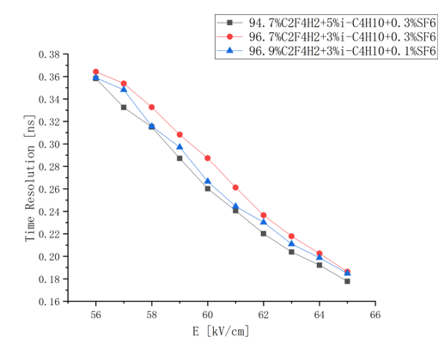 94.7%C2F4H2+5%i-C4H10+0.3%SF6
96.7%C2F4H2+3%i-C4H10+0.3%SF6
96.9%C2F4H2+3%i-C4H10+0.1%SF6
Time Resolution [ns]
0.38
0.36
0.34
0.32
0.30
0.28
0.26
0.24
0.22
0.20
0.18
0.16
56 58 60 62 64 66
E [kV/cm]